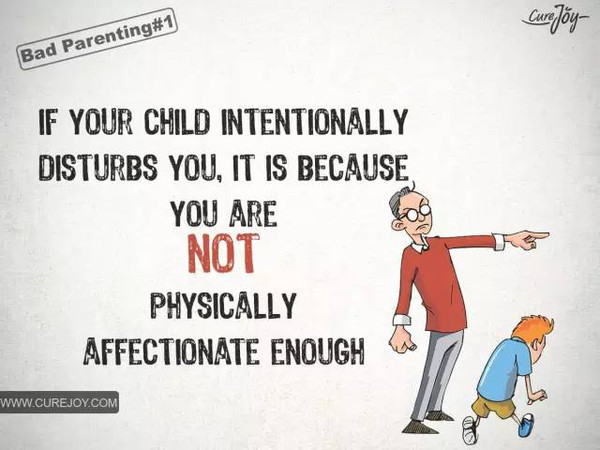 Bad Parenting#1
CureJoy
IF YOUR CHILD INTENTIONALLY
DISTURBS YOU, IT IS BECAUSE
YOU ARE
NOT
PHYSICALLY
AFFECTIONATE ENOUGH
WWW.CUREJOY.COM